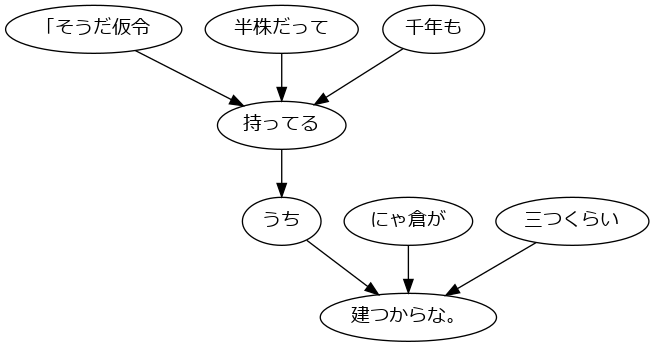 「そうだ仮令 半株だって 千年も
持ってる
うち にゃ倉が 三つくらい
建つからな。